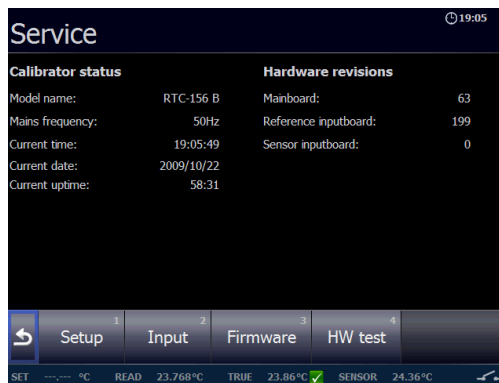 19:05
Service
Calibrator status
Model name: RTC-156 B
Mains frequency: 50Hz
Current time: 19:05:49
Current date: 2009/10/22
Current uptime: 58:31
Hardware revisions
Mainboard: 63
Reference inputboard: 199
Sensor inputboard: 0
1 2 3 4
Setup Input Firmware HW test
SET ---.--- °C READ 23.768°C TRUE 23.86°C SENSOR 24.36°C